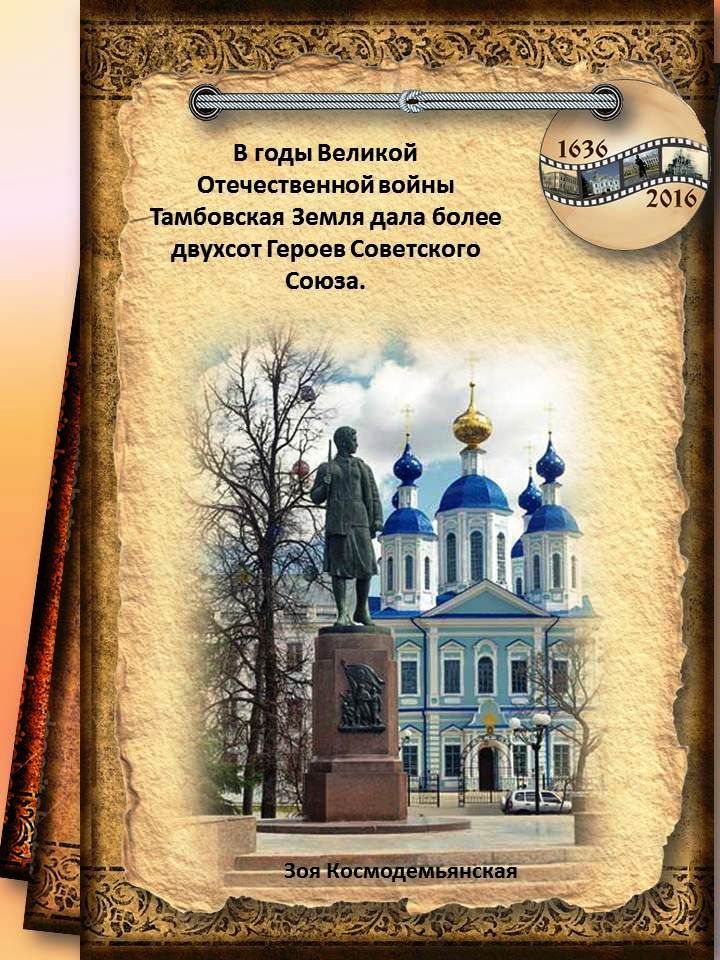 В годы Великой
Отечественной войны
Тамбовская Земля дала более
двухсот Героев Советского
Союза.
1636
2016
Зоя Космодемьянская